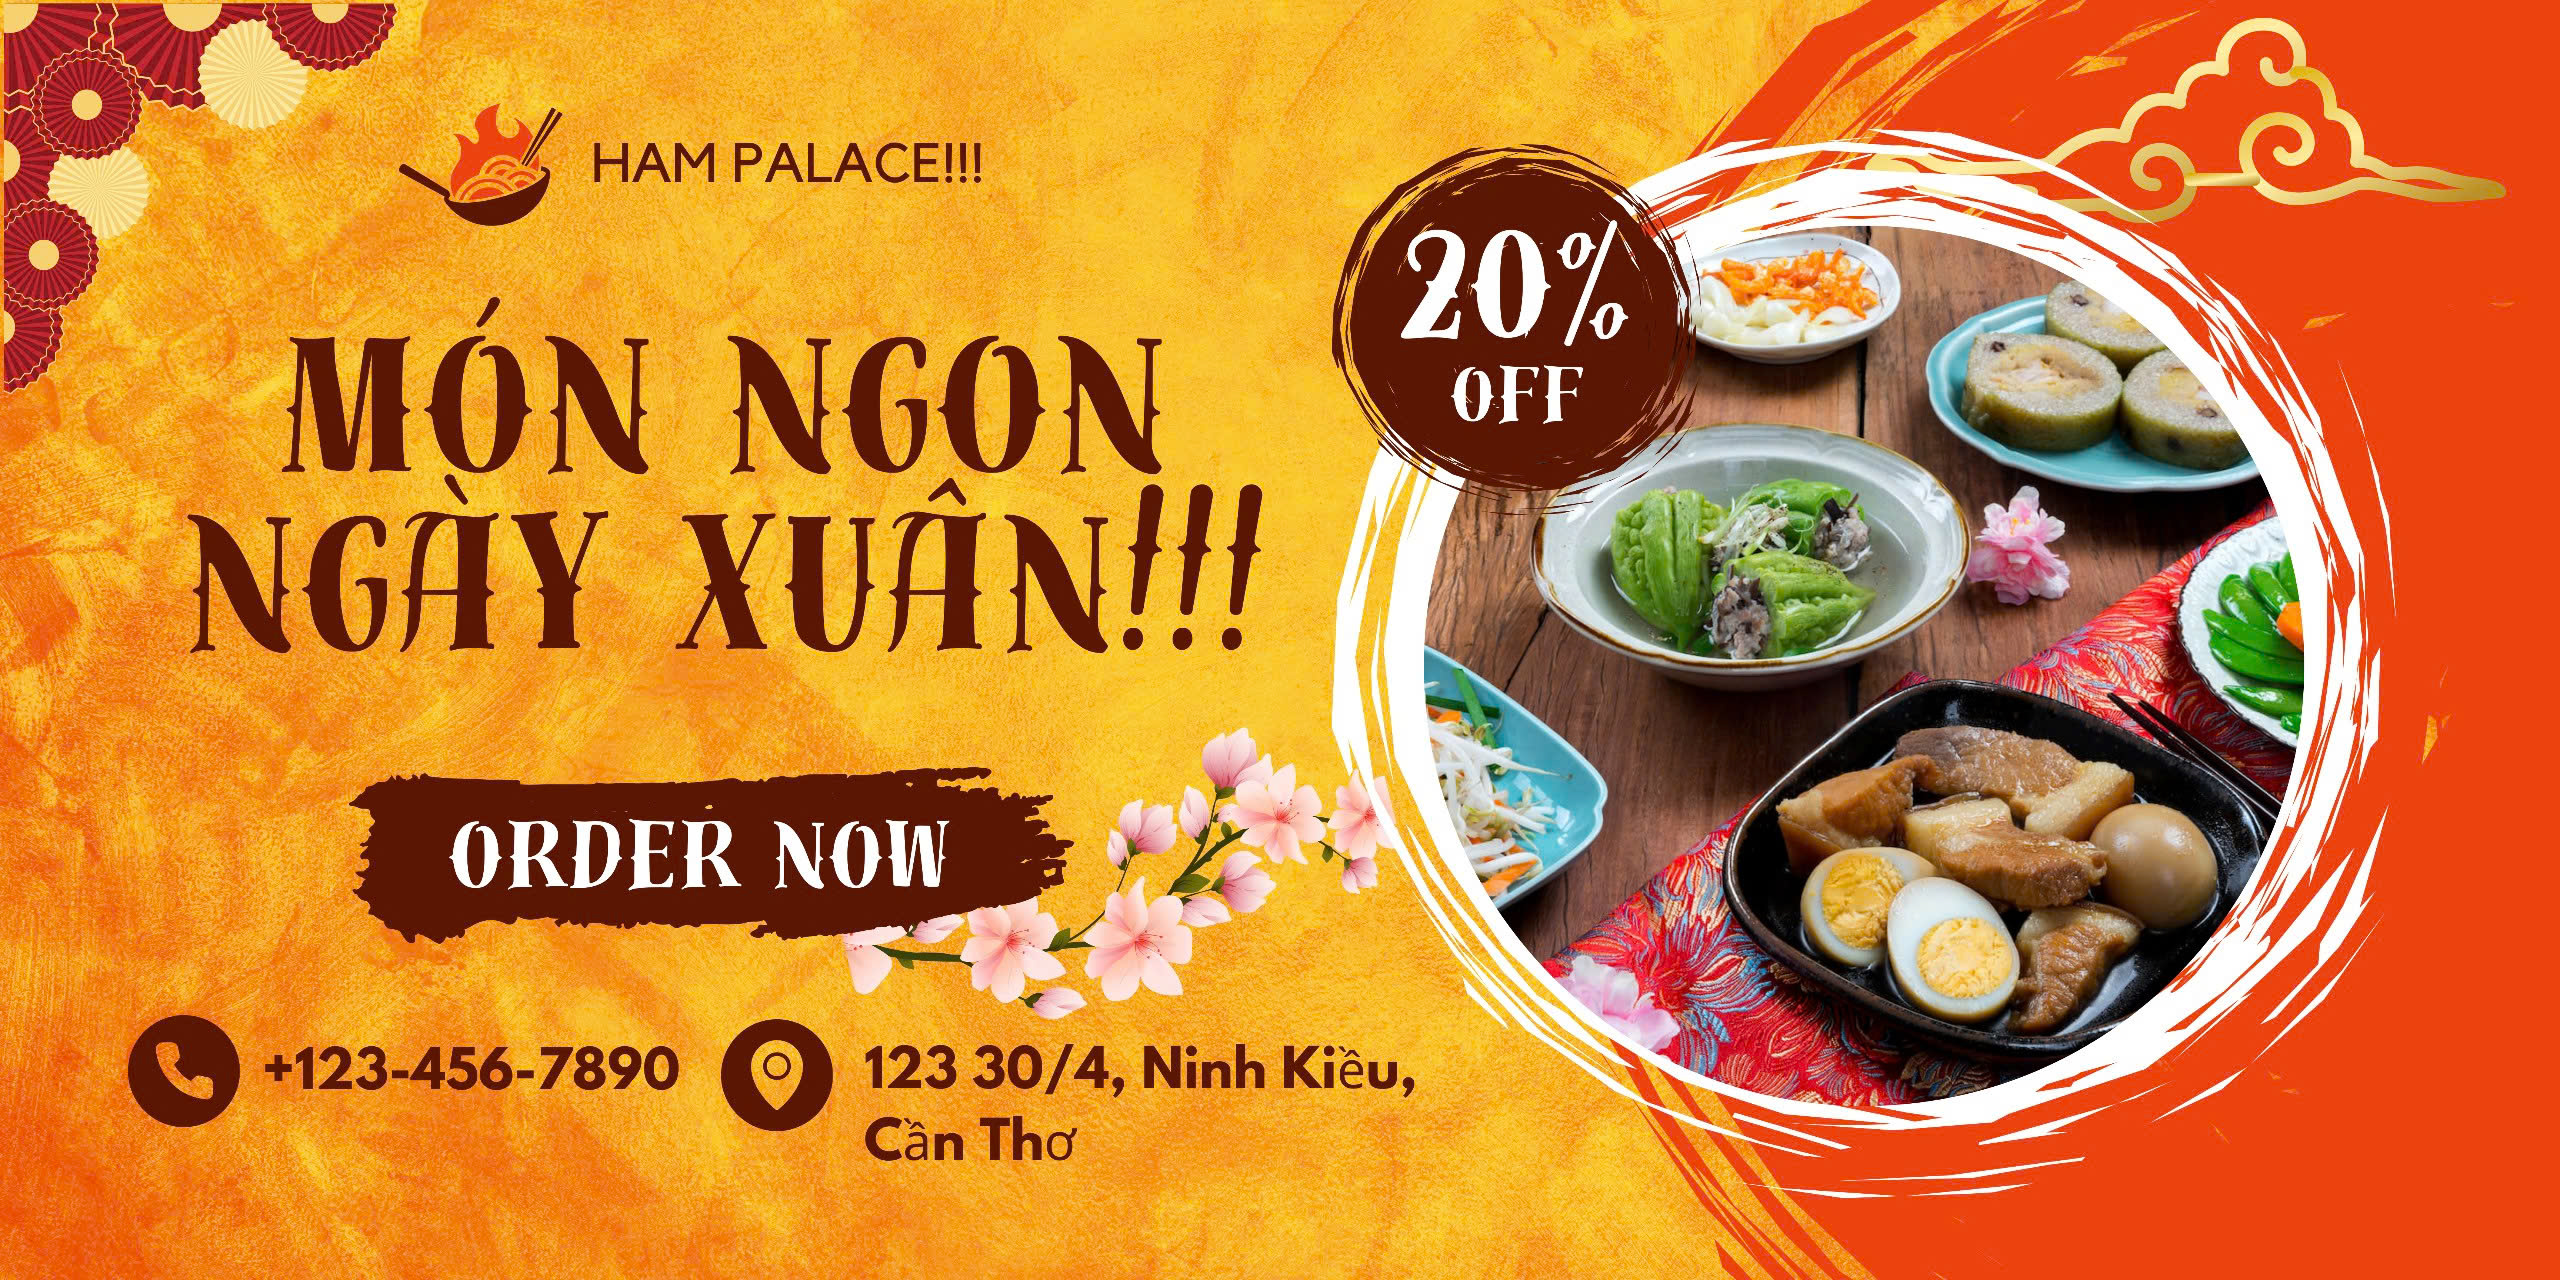 HAM PALACE!!!
MÓN NGON
NGÀY XUÂN!!!
20%
OFF
ORDER NOW
+123-456-7890
123 30/4, Ninh Kiều,
Cần Thơ